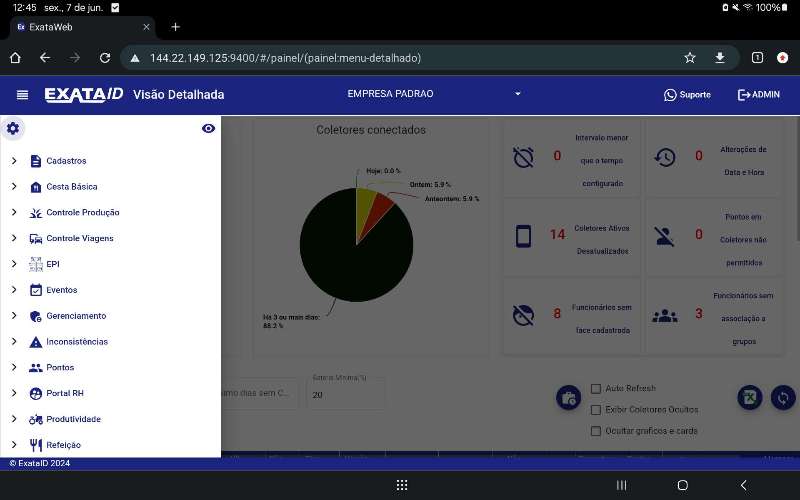 12:45 sex., 7 de jun.
100%
ExataWeb
144.22.149.125:9400/#/painel/(painel:menu-detalhado)
1
EXATA ID Visão Detalhada
EMPRESA PADRAO
Suporte
ADMIN
Cadastros
Cesta Básica
Controle Produção
Controle Viagens
EPI
Eventos
Gerenciamento
Inconsistências
Pontos
Portal RH
Produtividade
Refeição
Coletores conectados
Hoje: 0.0 %
Ontem: 5.9 %
Anteontem: 5.9 %
Há 3 ou mais dias:
88.2 %
0
Intervalo menor
que o tempo
configurado
0
Alterações de
Data e Hora
14
Coletores Ativos
Desatualizados
0
Pontos em
Coletores não
permitidos
8
Funcionários sem
face cadastrada
3
Funcionários sem
associação a
grupos
imo dias sem C...
Bateria Mínima(%)
20
Auto Refresh
Exibir Coletores Ocultos
Ocultar gráficos e cards
© ExataID 2024